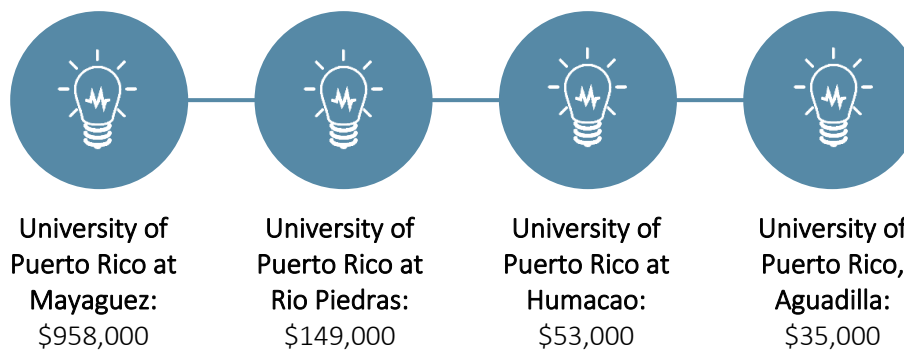 University of
Puerto Rico at
Mayaguez:
$958,000
University of
Puerto Rico at
Rio Piedras:
$149,000
University of
Puerto Rico at
Humacao:
$53,000
University of
Puerto Rico,
Aguadilla:
$35,000